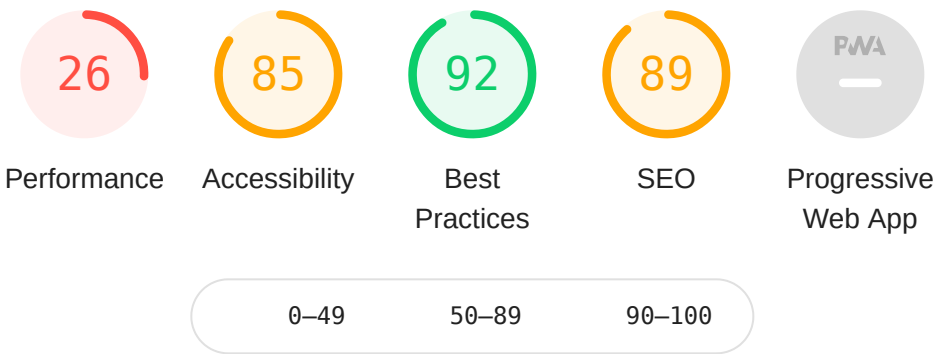 26 85 92 89 PWA
Performance Accessibility Best Practices SEO Progressive Web App
0–49 50–89 90–100